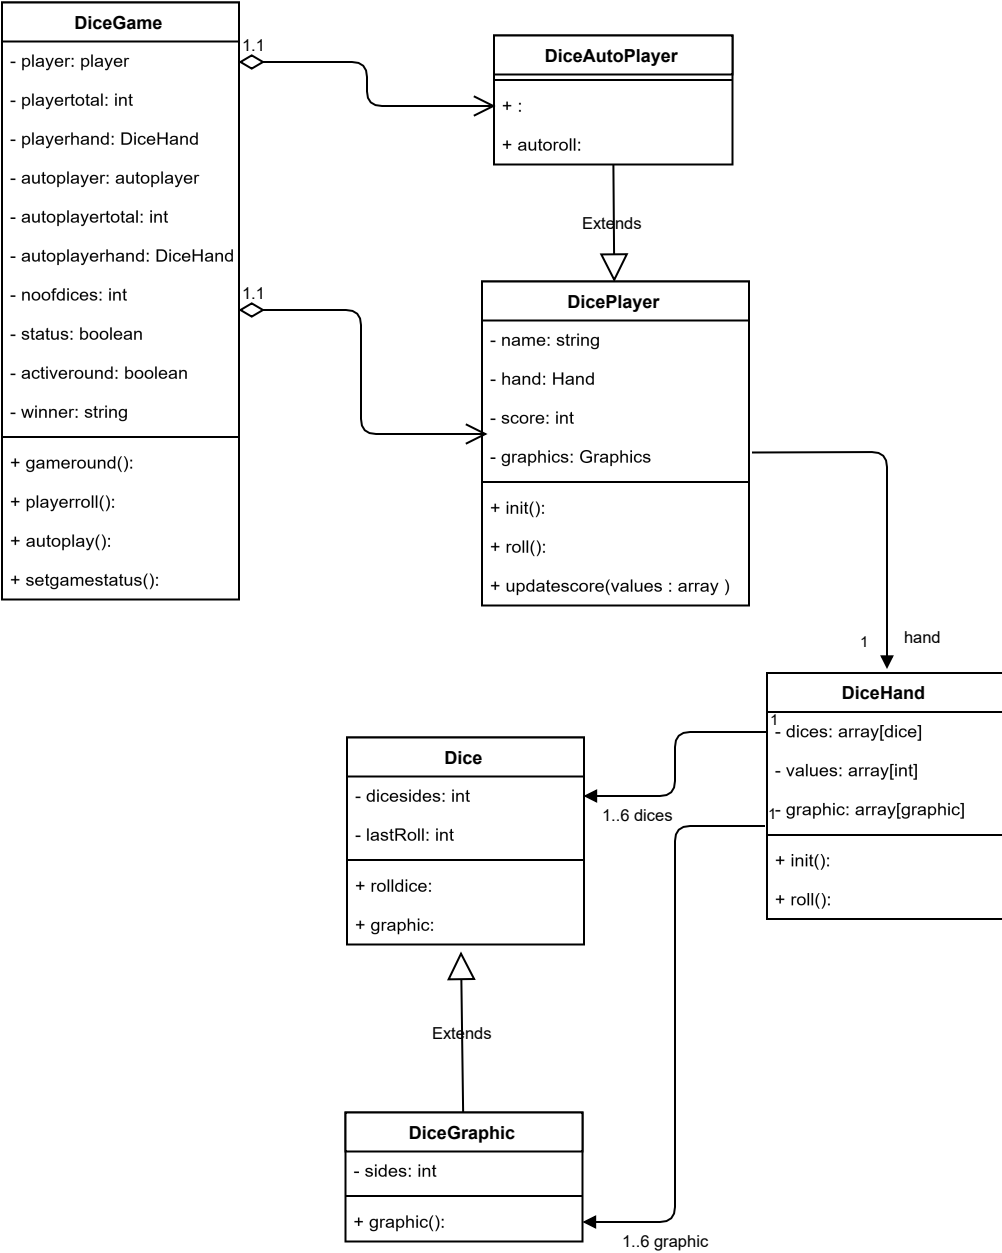 DiceGame
- player: player
- playertotal: int
- playerhand: DiceHand
- autoplayer: autoplayer
- autoplayertotal: int
- autoplayerhand: DiceHand
- noofdices: int
- status: boolean
- activeround: boolean
- winner: string
+ gameround():
+ playerroll():
+ autoplay():
+ setgamestatus():
1.1
1.1
DiceAutoPlayer
+ :
+ autoroll:
Extends
DicePlayer
- name: string
- hand: Hand
- score: int
- graphics: Graphics
+ init():
+ roll():
+ updatescore(values : array )
1
hand
DiceHand
1
- dices: array[dice]
- values: array[int]
1
- graphic: array[graphic]
+ init():
+ roll():
Dice
- dicesides: int
- lastRoll: int
+ rolldice:
+ graphic:
1..6 dices
Extends
DiceGraphic
- sides: int
+ graphic():
1..6 graphic